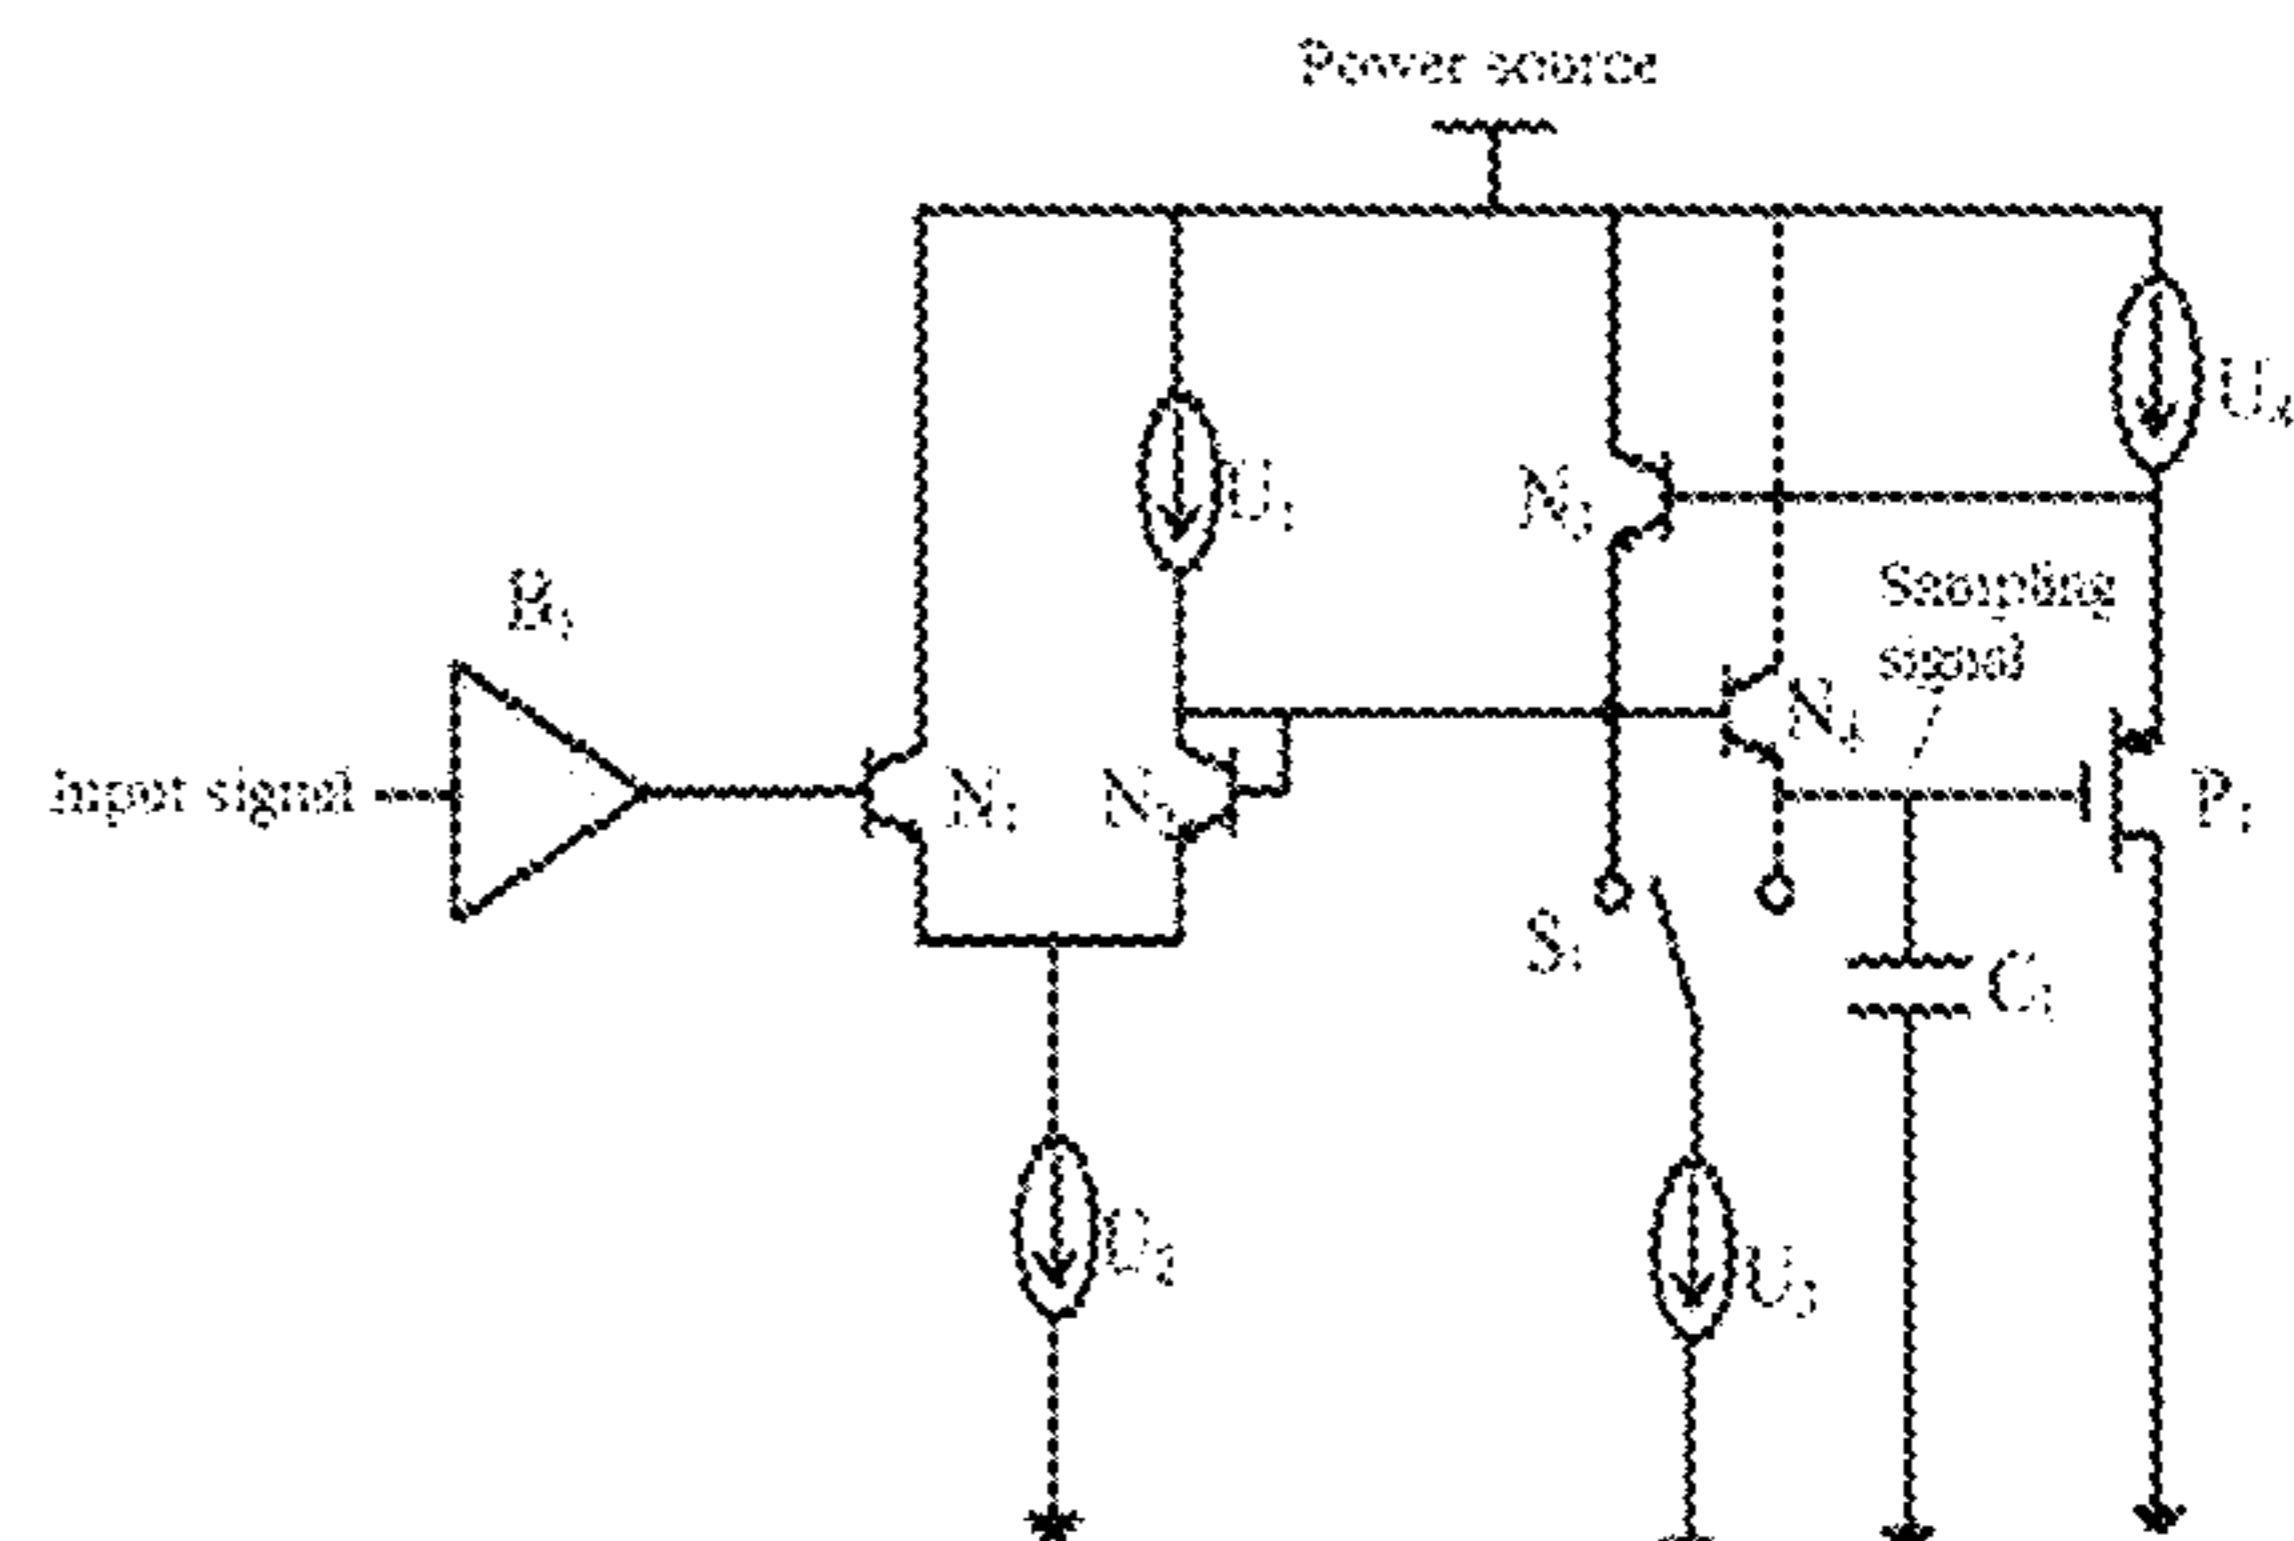 Power source
U₄
U₁
N₃
Sampling
signal
B₁
N₄
Input signal
N₁
N₂
P₁
S₁
C₁
U₂
U₃